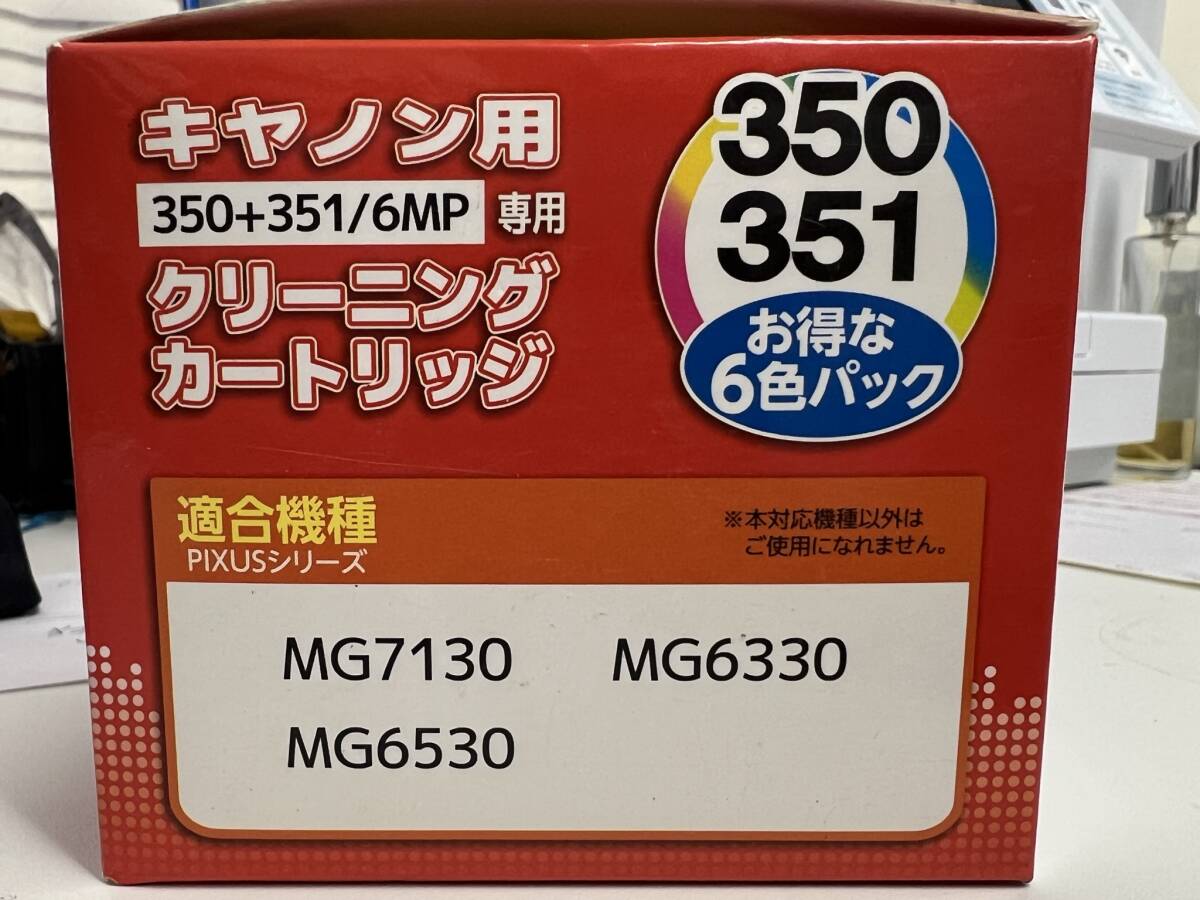 キヤノン用
350+351/6MP 専用
クリーニング
カートリッジ
350
351
お得な
6色パック
適合機種
PIXUSシリーズ
※本対応機種以外は
ご使用になれません。
MG7130 MG6330
MG6530